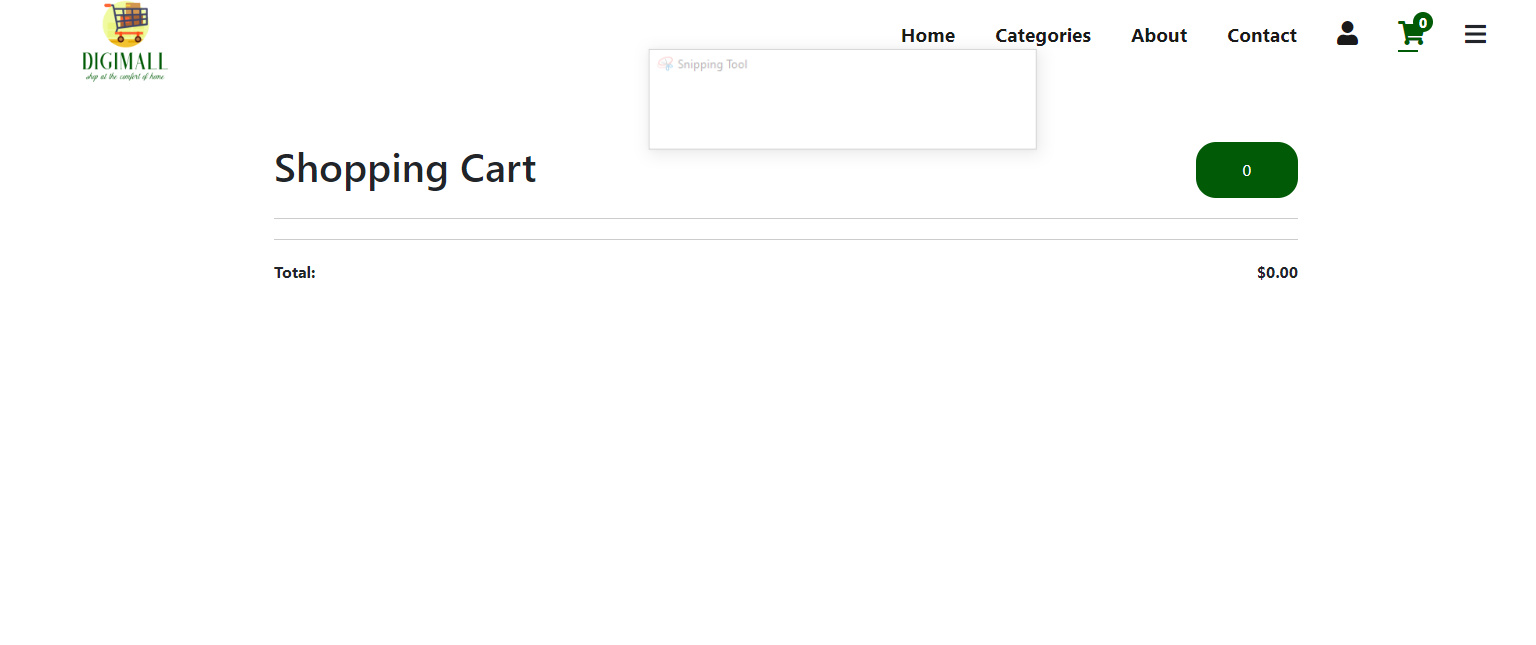 DIGIMALL
shop at the comfort of home
Home Categories About Contact 0
Snipping Tool
Shopping Cart 0
Total: $0.00